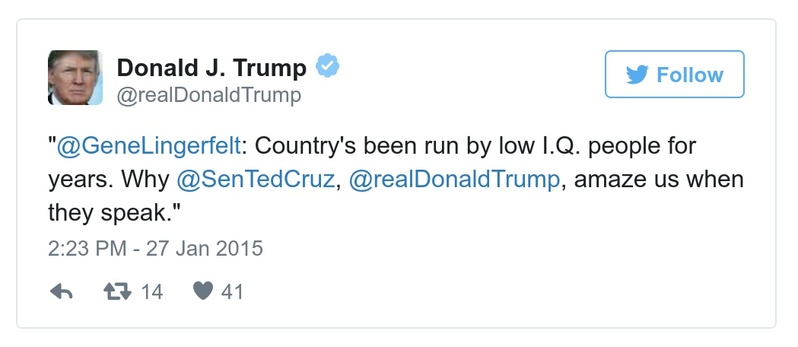 Donald J. Trump
@realDonaldTrump
Follow
"@GeneLingerfelt: Country's been run by low I.Q. people for
years. Why @SenTedCruz, @realDonaldTrump, amaze us when
they speak."
2:23 PM - 27 Jan 2015
14 41